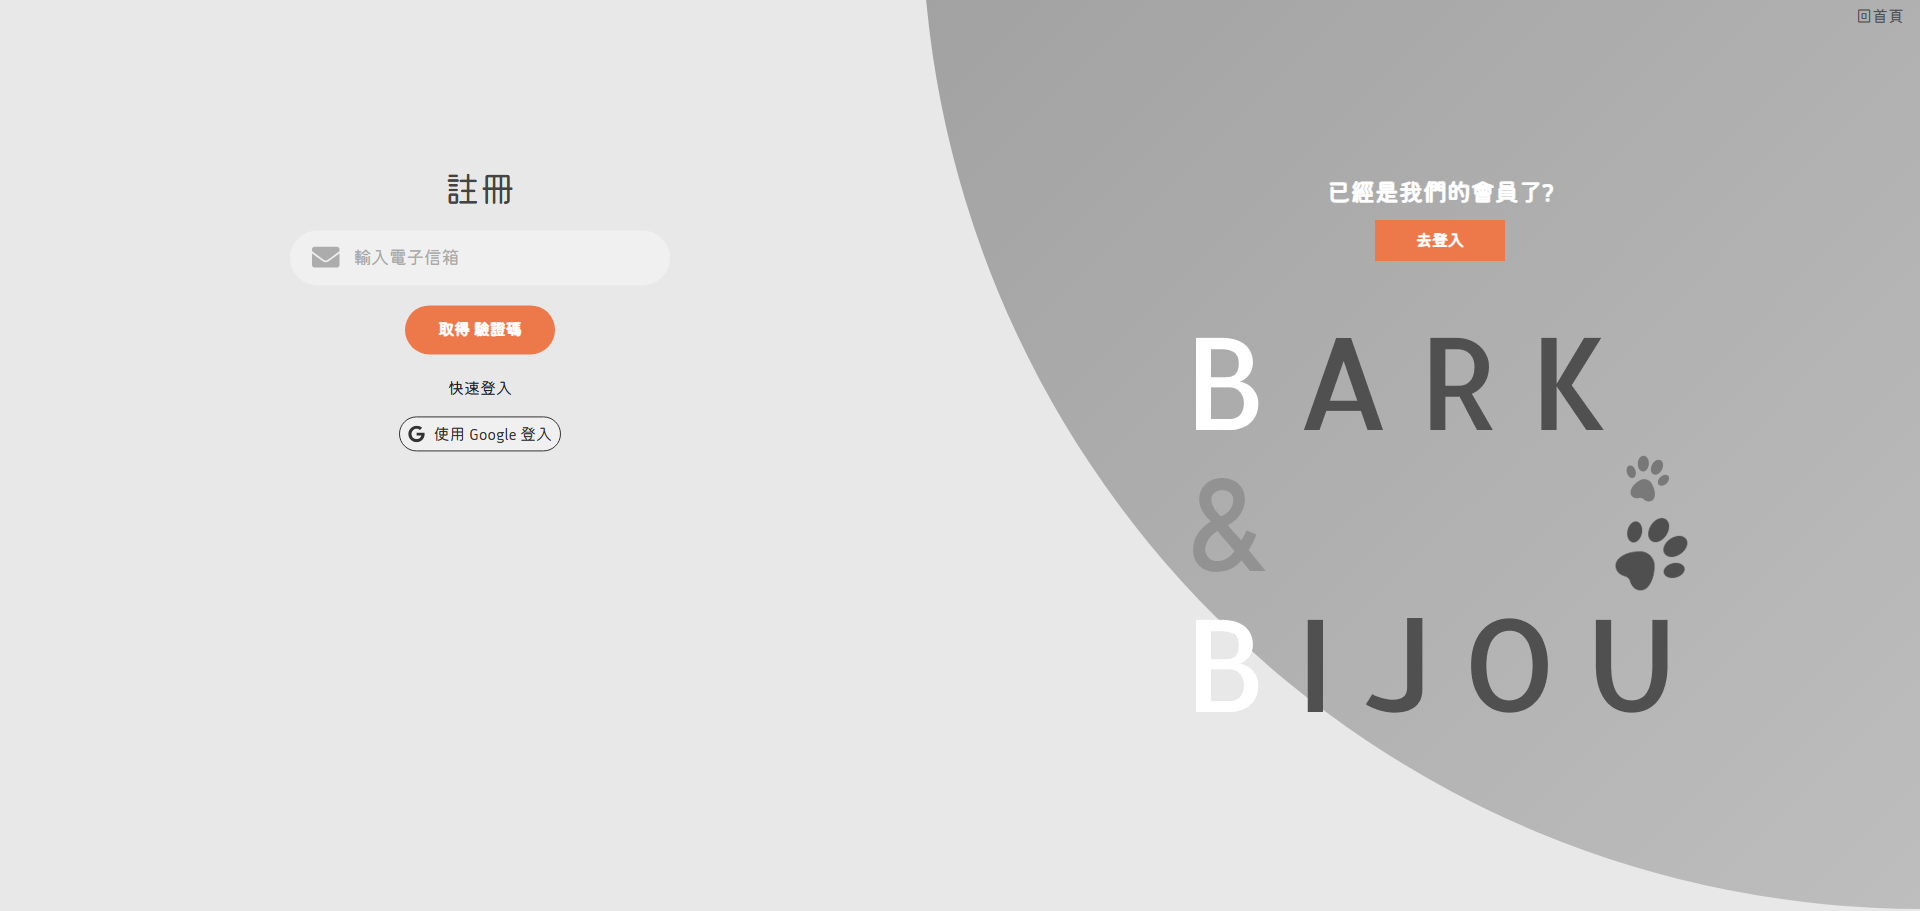 回首頁
註冊
輸入電子信箱
取得 驗證碼
快速登入
使用 Google 登入
已經是我們的會員了?
去登入
BARK
&
BIJOU